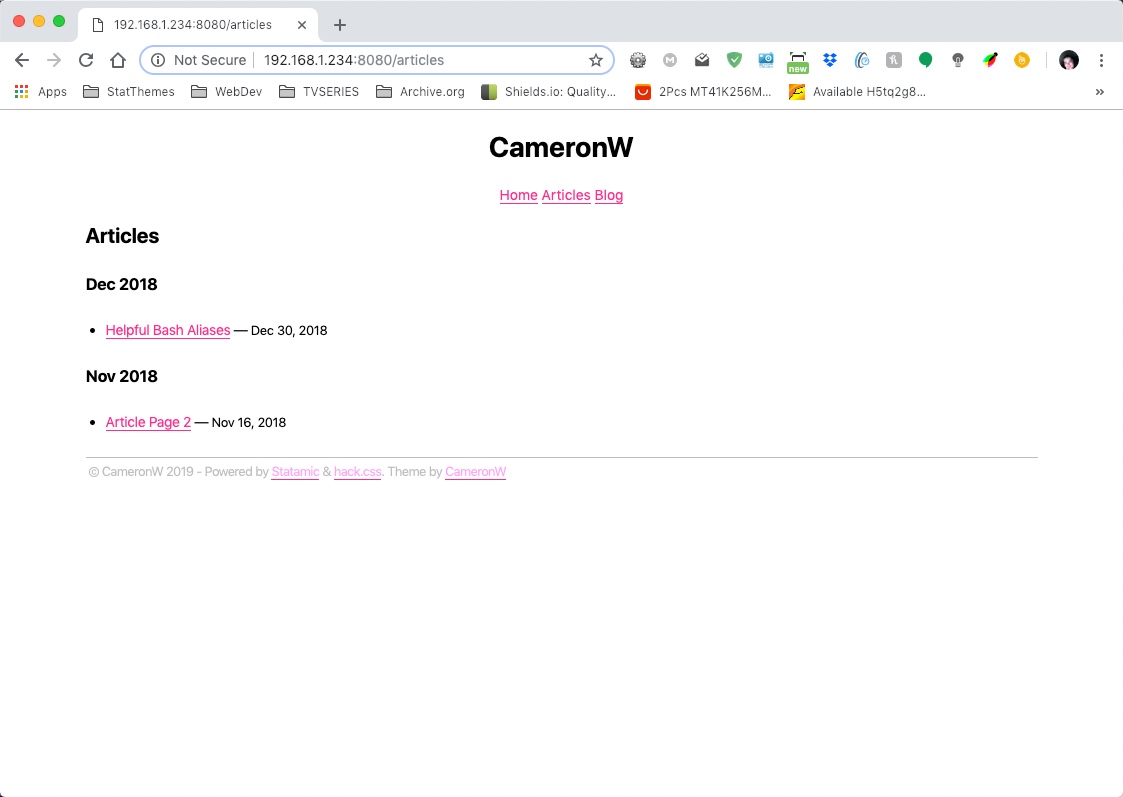 192.168.1.234:8080/articles
Not Secure 192.168.1.234:8080/articles
new
Apps StatThemes WebDev TVSERIES Archive.org Shields.io: Quality... 2Pcs MT41K256M... Available H5tq2g8... »
CameronW
Home Articles Blog
Articles
Dec 2018
• Helpful Bash Aliases — Dec 30, 2018
Nov 2018
• Article Page 2 — Nov 16, 2018
© CameronW 2019 - Powered by Statamic & hack.css. Theme by CameronW